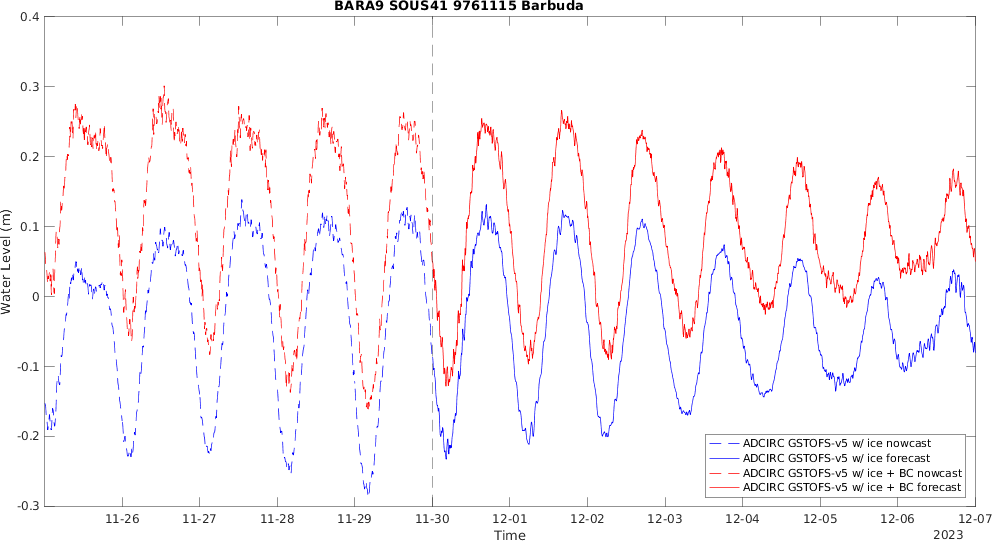 BARA9 SOUS41 9761115 Barbuda
0.4
0.3
0.2
0.1
0
-0.1
-0.2
-0.3
Water Level (m)
ADCIRC GSTOFS-v5 w/ ice nowcast
ADCIRC GSTOFS-v5 w/ ice forecast
ADCIRC GSTOFS-v5 w/ ice + BC nowcast
ADCIRC GSTOFS-v5 w/ ice + BC forecast
11-26 11-27 11-28 11-29 11-30 12-01 12-02 12-03 12-04 12-05 12-06 12-07
Time
2023